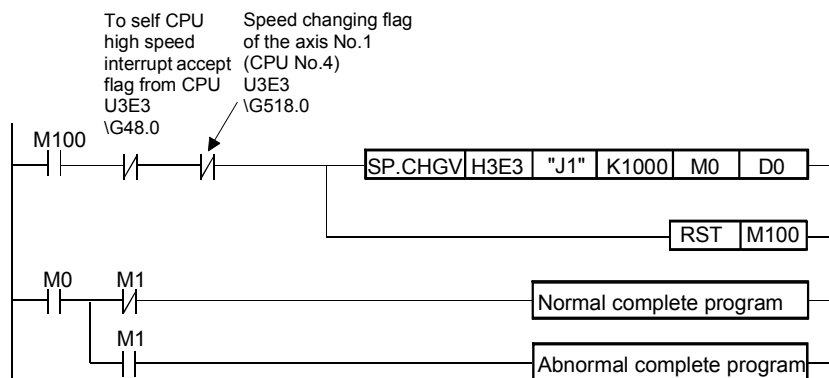 To self CPU
high speed
interrupt accept
flag from CPU
U3E3
\G48.0
Speed changing flag
of the axis No.1
(CPU No.4)
U3E3
\G518.0
M100
SP.CHGV H3E3 "J1" K1000 M0 D0
RST M100
M0 M1
Normal complete program
M1
Abnormal complete program